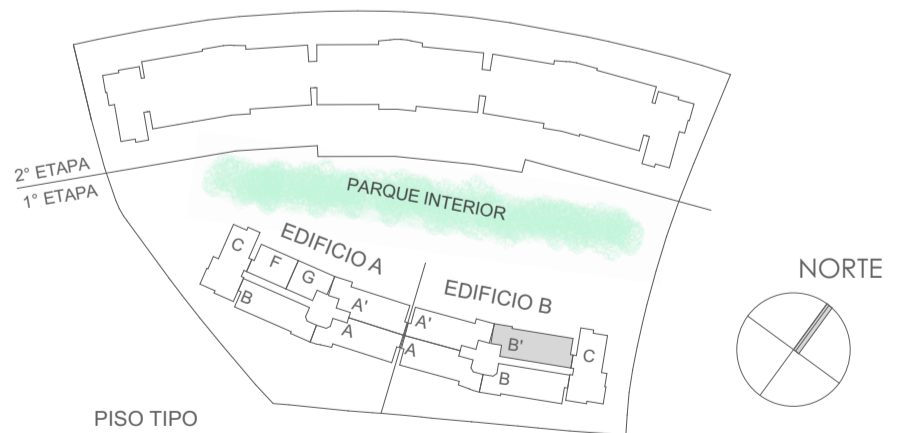 2° ETAPA
1° ETAPA
PARQUE INTERIOR
EDIFICIO A
C
F
G
A'
B
A
EDIFICIO B
A'
B'
C
A
B
NORTE
PISO TIPO